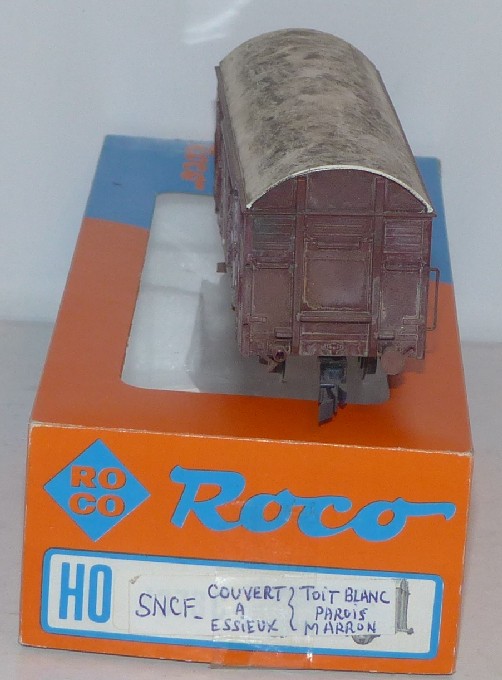 RO
CO
Roco
HO
SNCF_ COUVERT A ESSIEUX { TOIT BLANC
PAROIS
MARRON